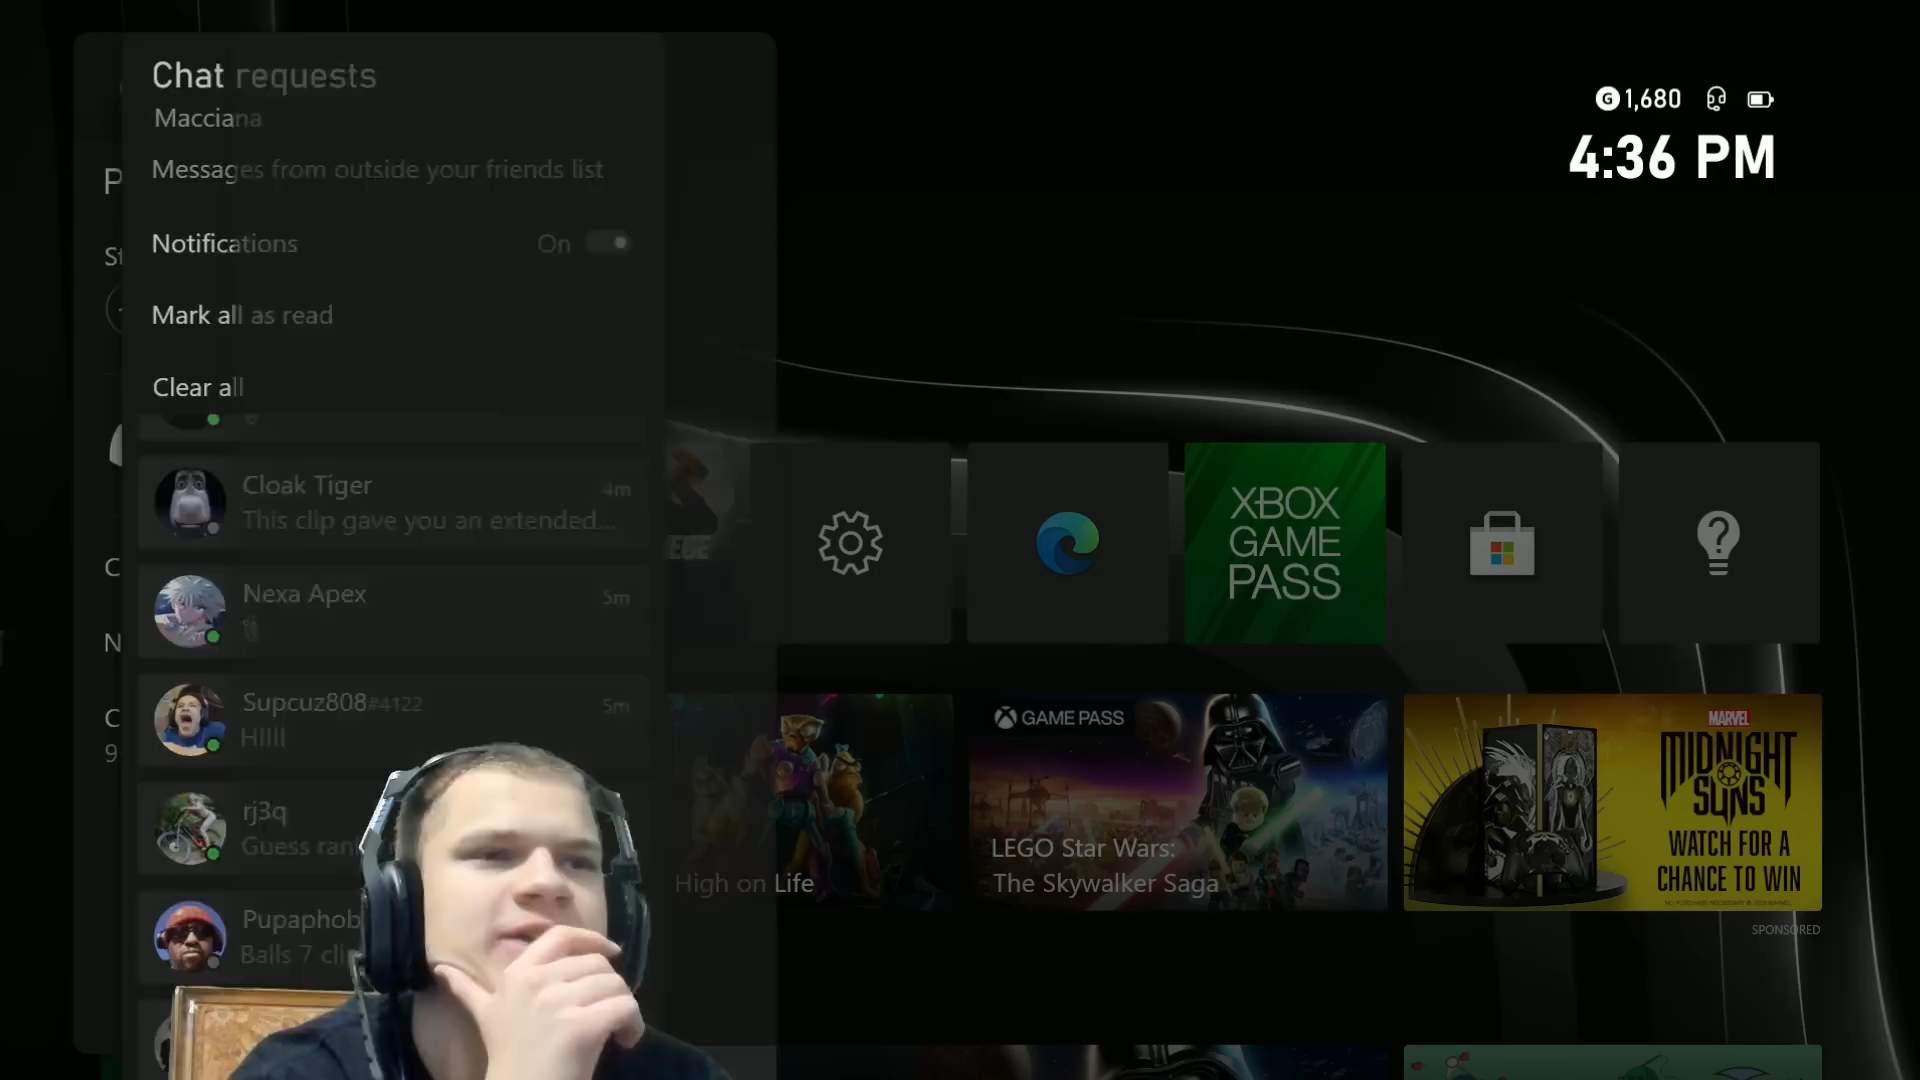 Chat requests
Macciana
Messages from outside your friends list
Notifications On
Mark all as read
Clear all
Cloak Tiger 4m
This clip gave you an extended...
Nexa Apex 5m
Supcuz808#4122 5m
HIIII
rj3q
Guess ran
Pupaphob
Balls 7 cli
P
St
C
N
C
9
G 1,680
4:36 PM
EGE
XBOX
GAME
PASS
High on Life
GAME PASS
LEGO Star Wars:
The Skywalker Saga
MARVEL
MIDNIGHT
SUNS
WATCH FOR A
CHANCE TO WIN
SPONSORED